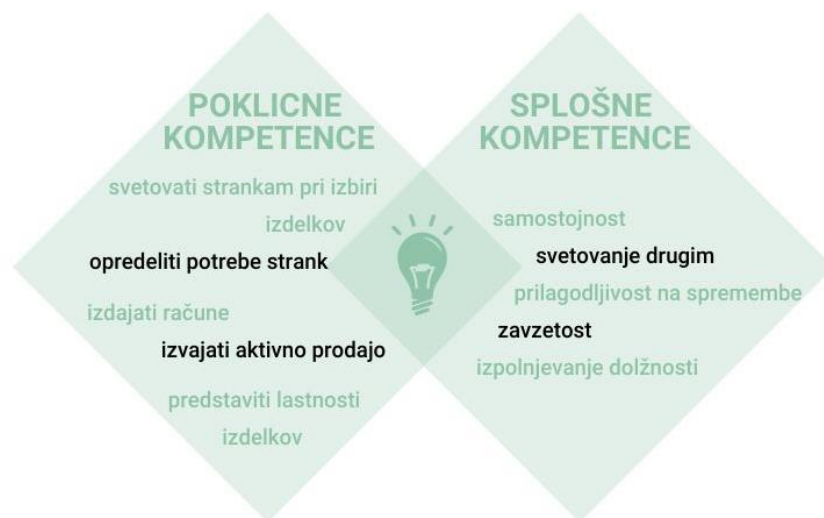 POKLICNE
KOMPETENCE
svetovati strankam pri izbiri
izdelkov
opredeliti potrebe strank
izdajati račune
izvajati aktivno prodajo
predstaviti lastnosti
izdelkov
SPLOŠNE
KOMPETENCE
samostojnost
svetovanje drugim
prilagodljivost na spremembe
zavzetost
izpolnjevanje dolžnosti